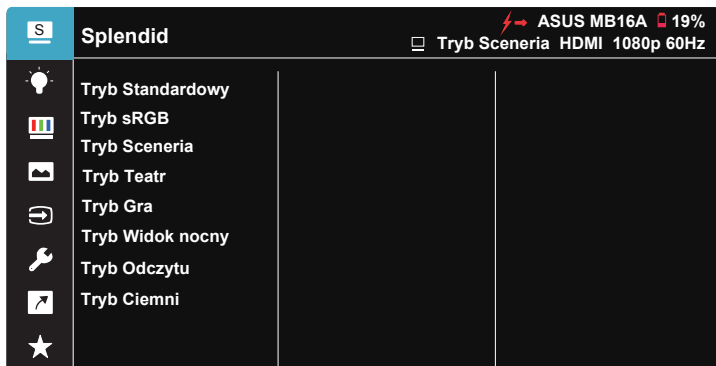 S
Splendid
ASUS MB16A 19%
Tryb Sceneria HDMI 1080p 60Hz
Tryb Standardowy
Tryb sRGB
Tryb Sceneria
Tryb Teatr
Tryb Gra
Tryb Widok nocny
Tryb Odczytu
Tryb Ciemni